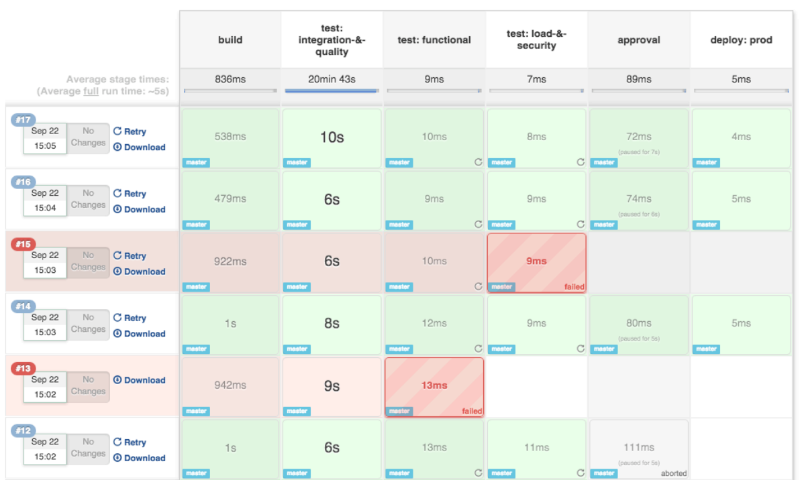 build
test:
integration-&-
quality
test: functional
test: load-&-
security
approval
deploy: prod
Average stage times:
(Average full run time: ~5s)
836ms
20min 43s
9ms
7ms
89ms
5ms
#17
Sep 22
15:05
No
Changes
Retry
Download
538ms
master
10s
master
10ms
master
8ms
master
72ms
(paused for 7s)
master
4ms
master
#16
Sep 22
15:04
No
Changes
Retry
Download
479ms
master
6s
master
9ms
master
9ms
master
74ms
(paused for 6s)
master
5ms
master
#15
Sep 22
15:03
No
Changes
Retry
Download
922ms
master
6s
master
10ms
master
9ms
master
failed
#14
Sep 22
15:03
No
Changes
Retry
Download
1s
master
8s
master
12ms
master
9ms
master
80ms
(paused for 5s)
master
5ms
master
#13
Sep 22
15:02
No
Changes
Download
942ms
master
9s
master
13ms
master
failed
#12
Sep 22
15:02
No
Changes
Retry
Download
1s
master
6s
master
13ms
master
11ms
master
111ms
(paused for 5s)
master
aborted